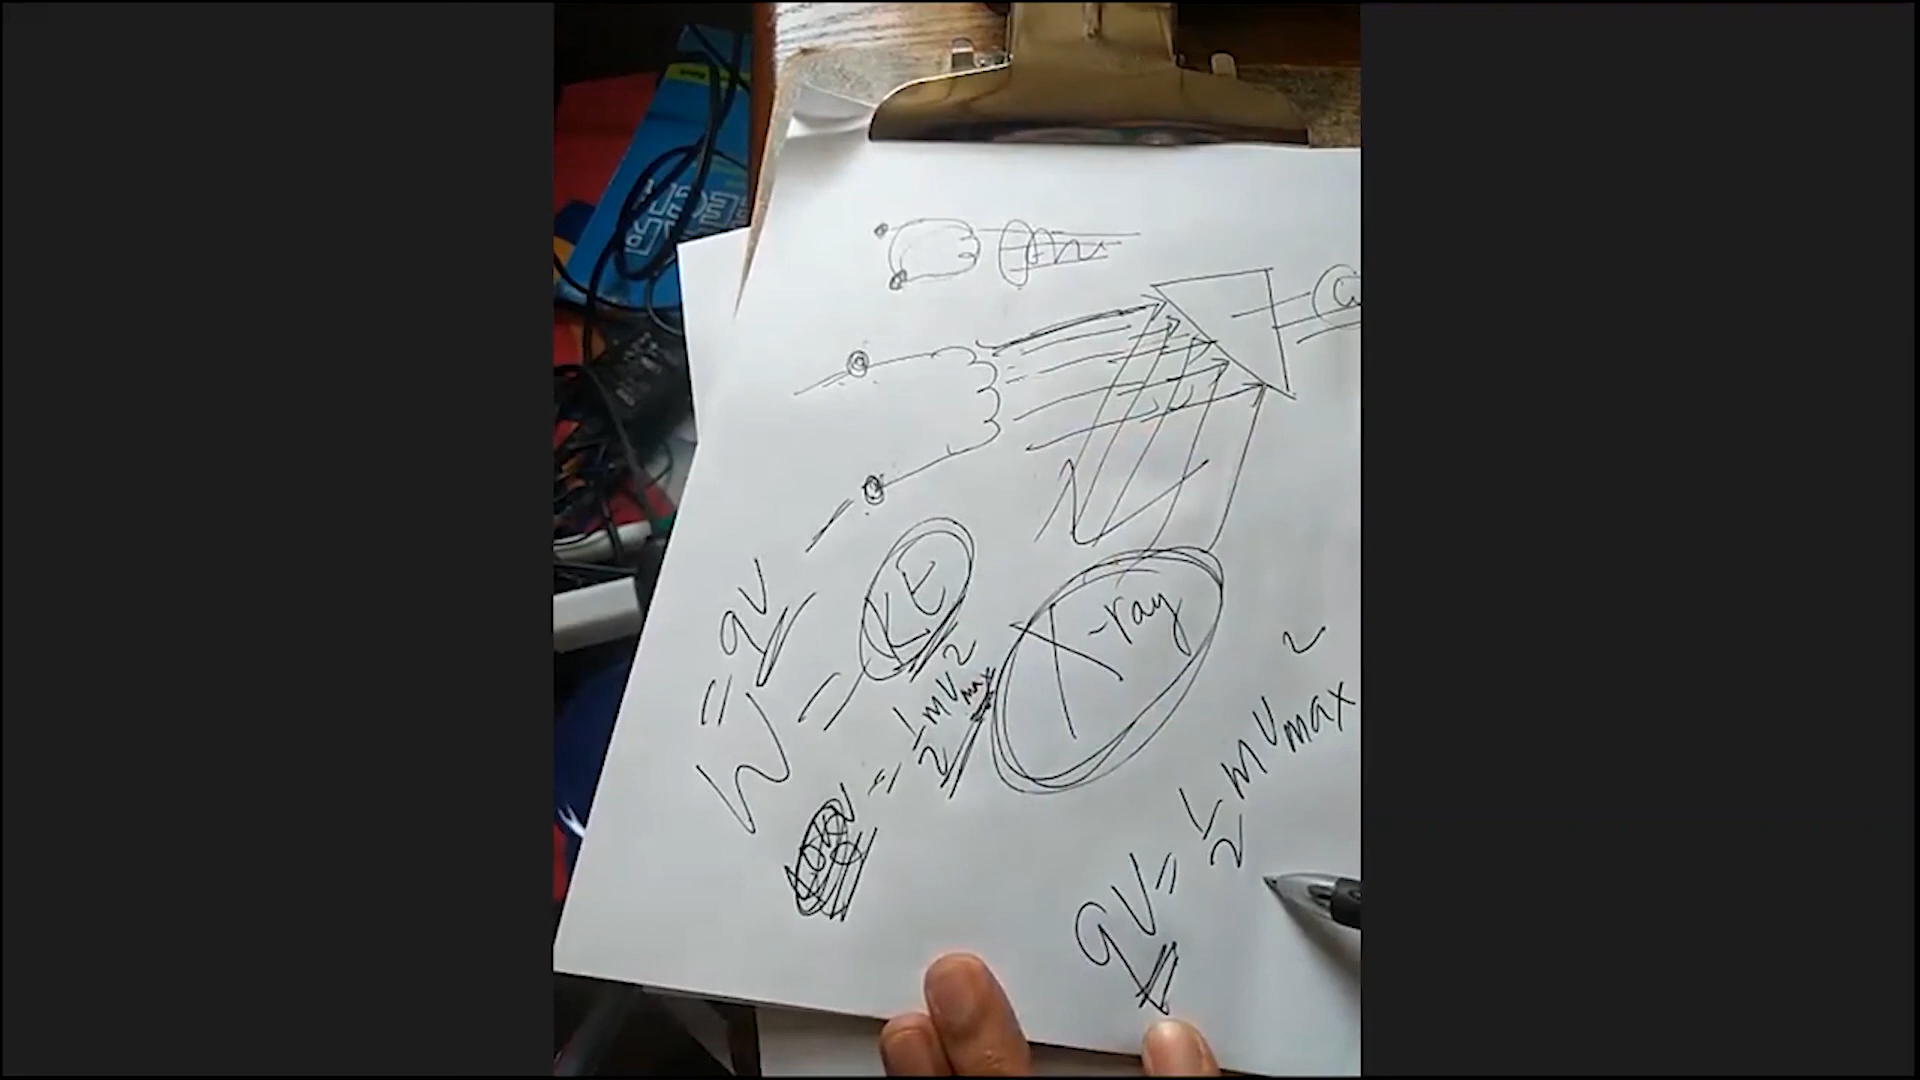 X-ray
W = qV
= KE
= 1/2 mV²max
qV = 1/2 mV²max